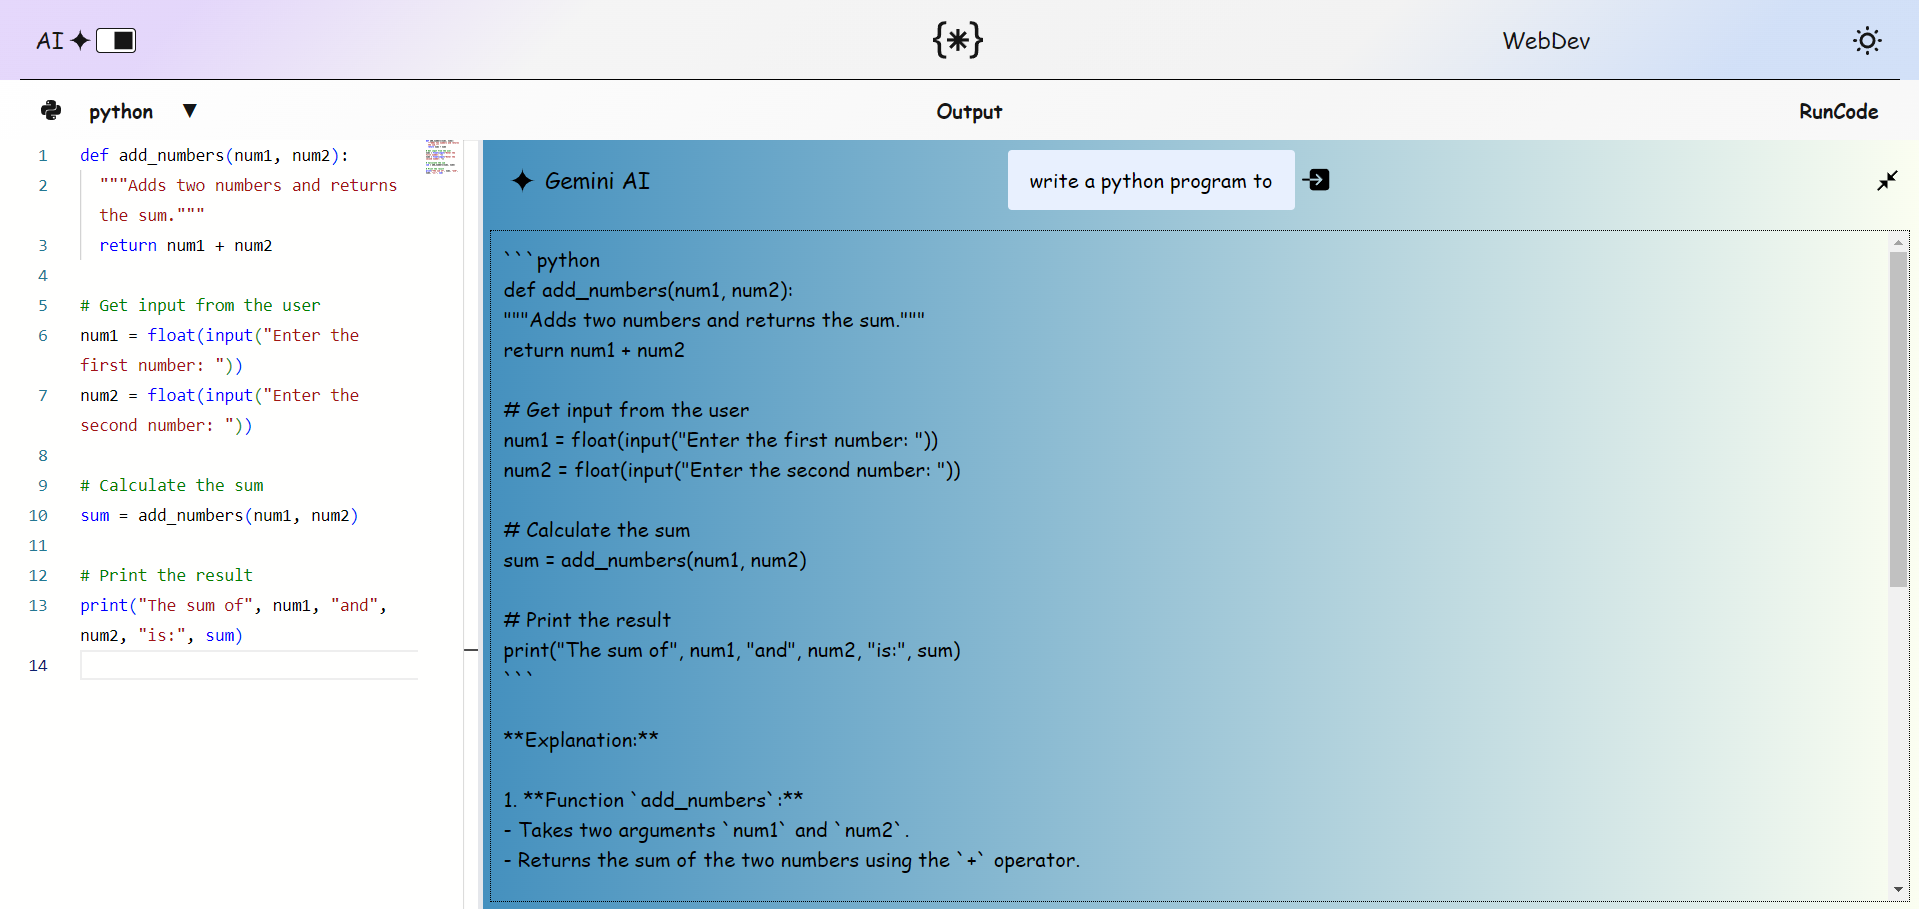 AI
{*}
WebDev
python ▼
Output
RunCode
1 def add_numbers(num1, num2):
2 """Adds two numbers and returns
the sum."""
3 return num1 + num2
4
5 # Get input from the user
6 num1 = float(input("Enter the
first number: "))
7 num2 = float(input("Enter the
second number: "))
8
9 # Calculate the sum
10 sum = add_numbers(num1, num2)
11
12 # Print the result
13 print("The sum of", num1, "and",
num2, "is:", sum)
14
Gemini AI
write a python program to
```python
def add_numbers(num1, num2):
"""Adds two numbers and returns the sum."""
return num1 + num2

# Get input from the user
num1 = float(input("Enter the first number: "))
num2 = float(input("Enter the second number: "))

# Calculate the sum
sum = add_numbers(num1, num2)

# Print the result
print("The sum of", num1, "and", num2, "is:", sum)
```

**Explanation:**

1. **Function `add_numbers`:**
- Takes two arguments `num1` and `num2`.
- Returns the sum of the two numbers using the `+` operator.